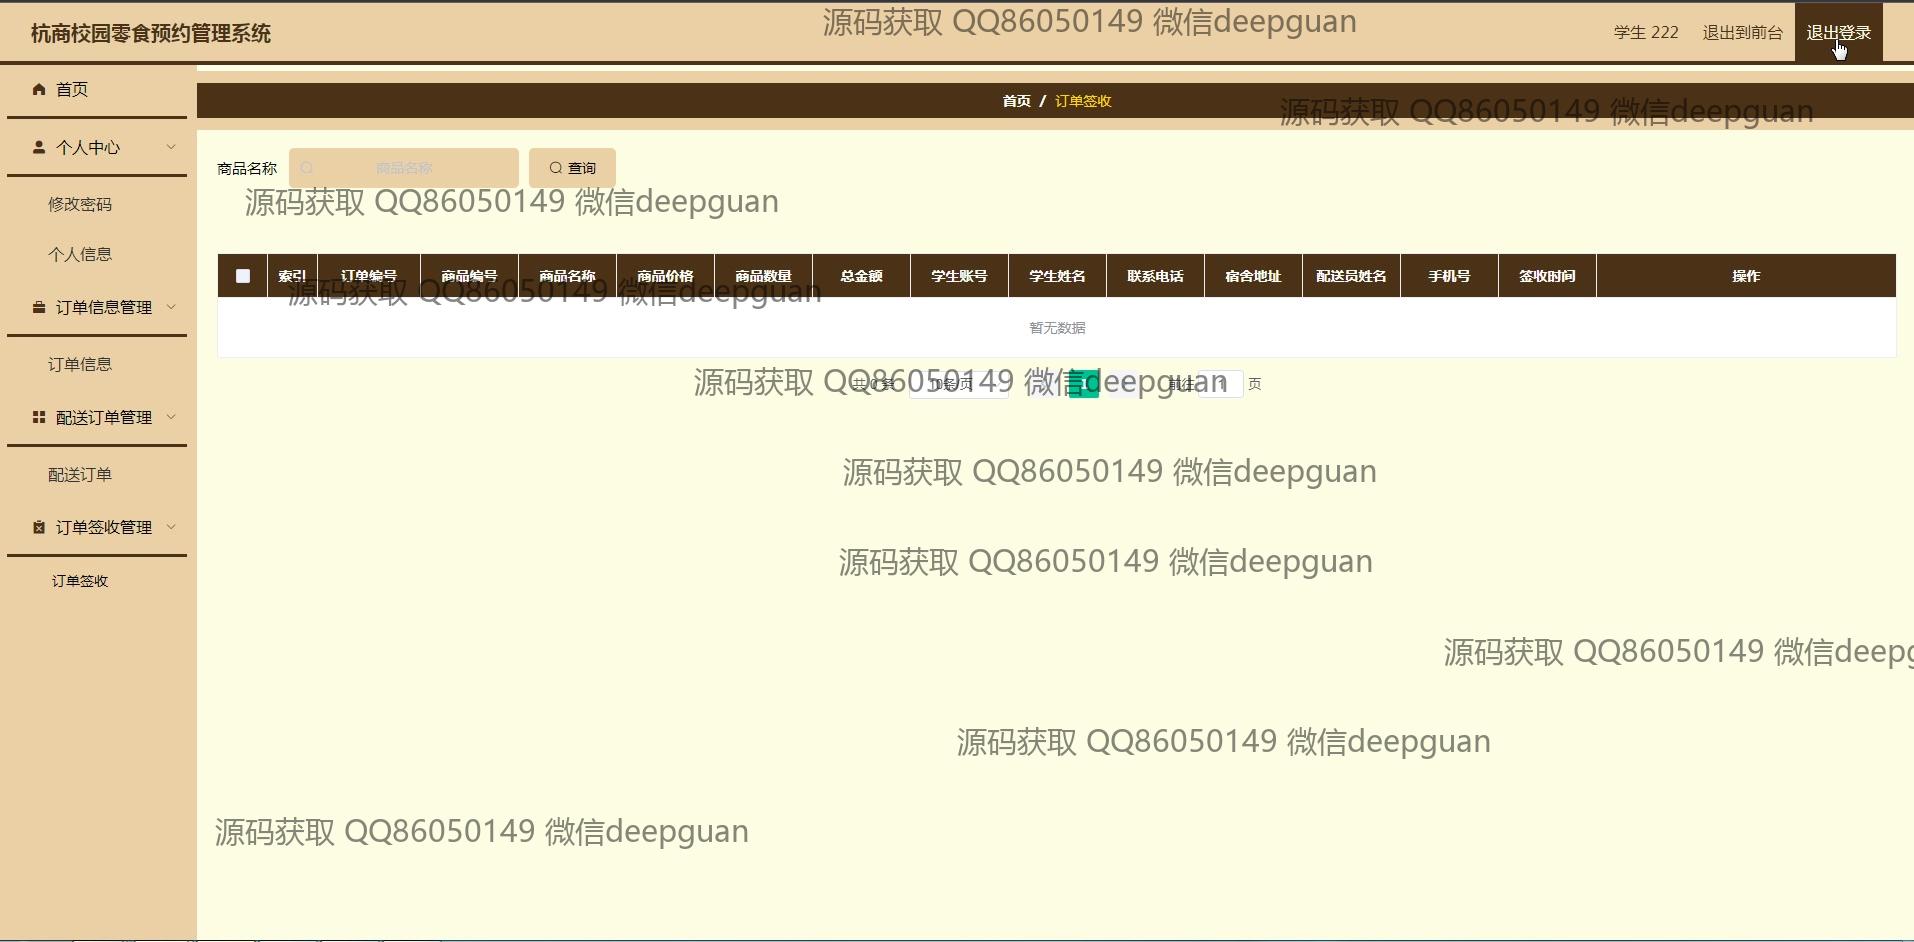 杭商校园零食预约管理系统
源码获取 QQ86050149 微信deepguan
学生 222 退出到前台 退出登录
首页
首页 / 订单签收
源码获取 QQ86050149 微信deepguan
个人中心
商品名称 商品名称 查询
修改密码
源码获取 QQ86050149 微信deepguan
个人信息
索引 订单编号 商品编号 商品名称 商品价格 商品数量 总金额 学生账号 学生姓名 联系电话 宿舍地址 配送员姓名 手机号 签收时间 操作
源码获取 QQ86050149 微信deepguan
订单信息管理
暂无数据
订单信息
共 0 条 10条/页 1 前往 1 页
源码获取 QQ86050149 微信deepguan
配送订单管理
配送订单
源码获取 QQ86050149 微信deepguan
订单签收管理
源码获取 QQ86050149 微信deepguan
订单签收
源码获取 QQ86050149 微信deep
源码获取 QQ86050149 微信deepguan
源码获取 QQ86050149 微信deepguan